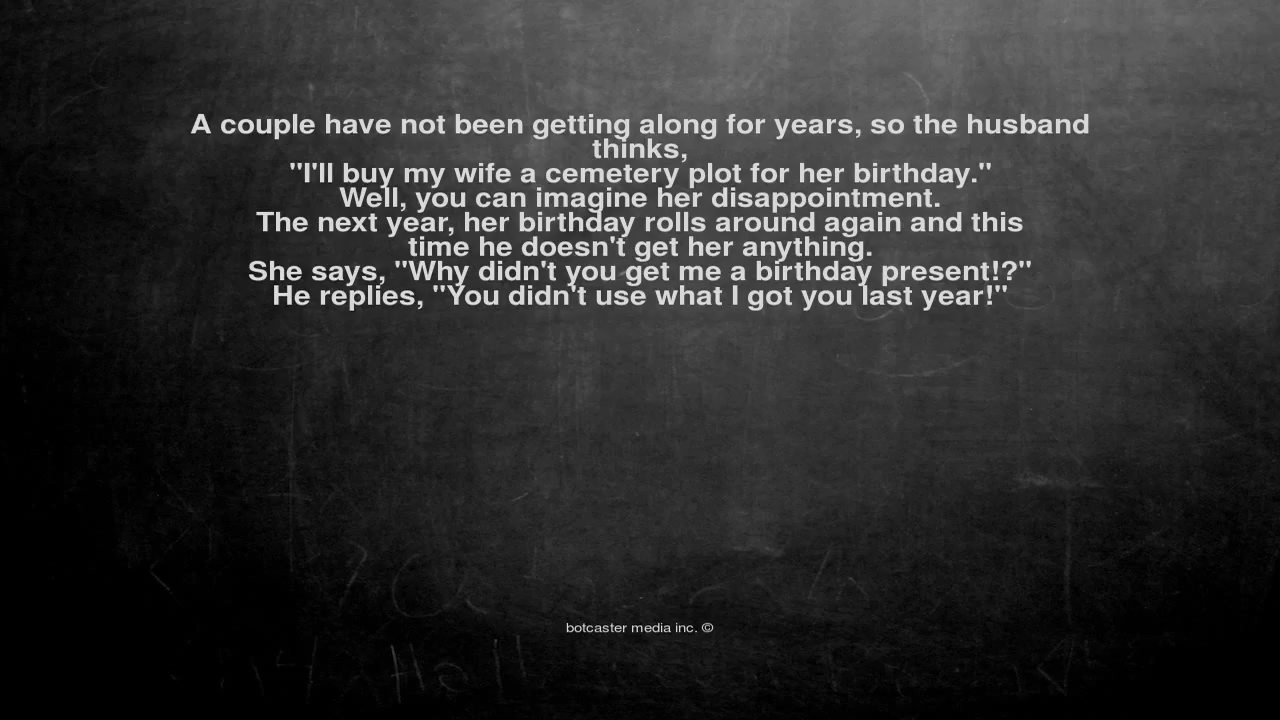 A couple have not been getting along for years, so the husband
thinks,
"I'll buy my wife a cemetery plot for her birthday."
Well, you can imagine her disappointment.
The next year, her birthday rolls around again and this
time he doesn't get her anything.
She says, "Why didn't you get me a birthday present!?"
He replies, "You didn't use what I got you last year!"
botcaster media inc. ©